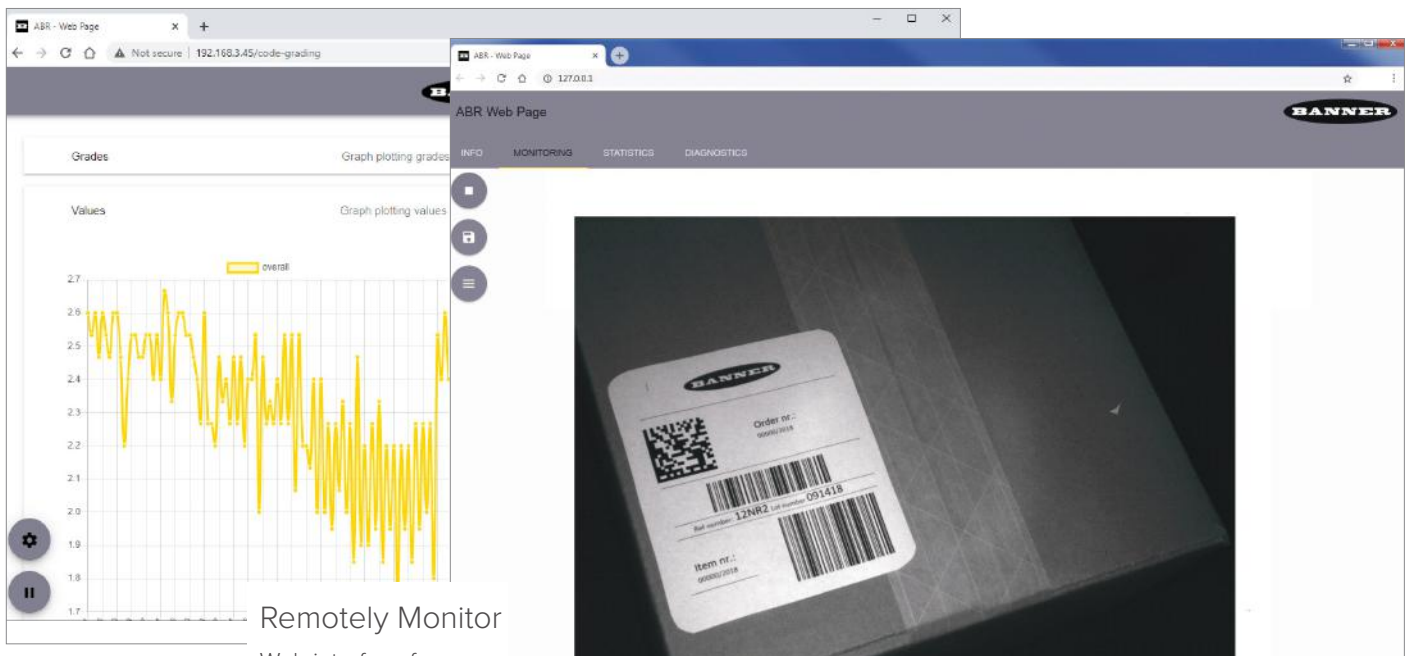 ABR - Web Page
Not secure | 192.168.3.45/code-grading
Grades
Graph plotting grades
Values
Graph plotting values
overall
2.7
2.6
2.5
2.4
2.3
2.2
2.1
2.0
1.9
1.8
1.7
ABR - Web Page
127.0.0.1
ABR Web Page
BANNER
INFO MONITORING STATISTICS DIAGNOSTICS
BANNER
Order nr.:
00000/2018
Ref number: 12NR2 Lot number 091418
Item nr.:
00000/2018
Remotely Monitor